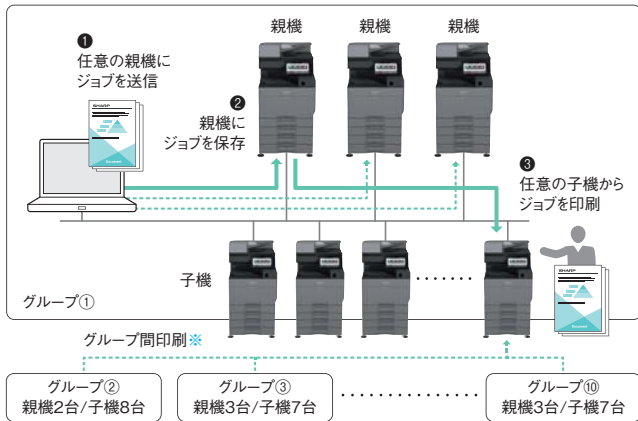 ❶
任意の親機に
ジョブを送信
親機
親機
親機
SHARP
❷
親機に
ジョブを保存
❸
任意の子機から
ジョブを印刷
子機
SHARP
グループ①
グループ間印刷※
グループ②
親機2台/子機8台
グループ③
親機3台/子機7台
グループ⑩
親機3台/子機7台